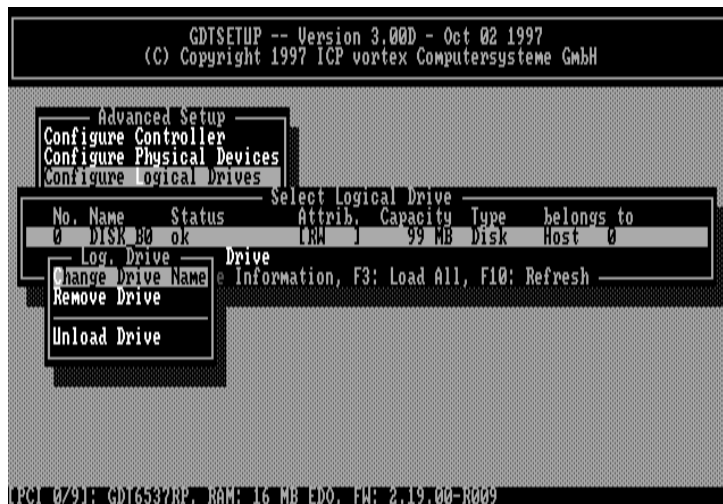 GDTSETUP -- Version 3.00D - Oct 02 1997
(C) Copyright 1997 ICP vortex Computersysteme GmbH
Advanced Setup
Configure Controller
Configure Physical Devices
Configure Logical Drives
Select Logical Drive
No. Name Status Attrib. Capacity Type belongs to
0 DISK_B0 ok [RW ] 99 MB Disk Host 0
Log. Drive Drive
Change Drive Name e Information, F3: Load All, F10: Refresh
Remove Drive
Unload Drive
[PCI 0/9]: GDT6537RP, RAM: 16 MB EDO, FW: 2.19.00-R009